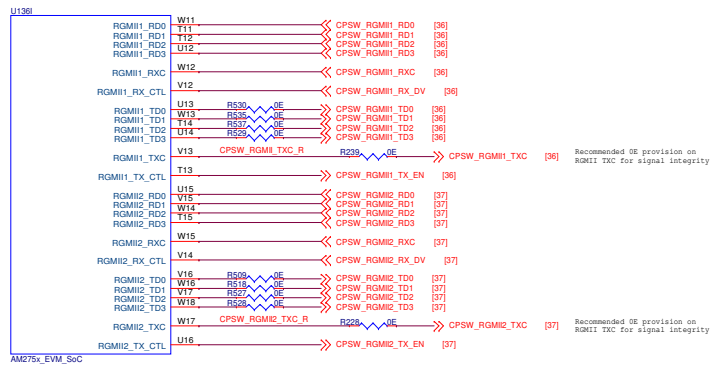 U136I
RGMII1_RD0 W11 CPSW_RGMII1_RD0 [36]
RGMII1_RD1 T11 CPSW_RGMII1_RD1 [36]
RGMII1_RD2 T12 CPSW_RGMII1_RD2 [36]
RGMII1_RD3 U12 CPSW_RGMII1_RD3 [36]
RGMII1_RXC W12 CPSW_RGMII1_RXC [36]
RGMII1_RX_CTL V12 CPSW_RGMII1_RX_DV [36]
RGMII1_TD0 U13 R530 0E CPSW_RGMII1_TD0 [36]
RGMII1_TD1 W13 R535 0E CPSW_RGMII1_TD1 [36]
RGMII1_TD2 T14 R537 0E CPSW_RGMII1_TD2 [36]
RGMII1_TD3 U14 R529 0E CPSW_RGMII1_TD3 [36]
RGMII1_TXC V13 CPSW_RGMII_TXC_R R239 0E CPSW_RGMII1_TXC [36] Recommended 0E provision on
RGMII TXC for signal integrity
RGMII1_TX_CTL T13 CPSW_RGMII1_TX_EN [36]
RGMII2_RD0 U15 CPSW_RGMII2_RD0 [37]
RGMII2_RD1 V15 CPSW_RGMII2_RD1 [37]
RGMII2_RD2 W14 CPSW_RGMII2_RD2 [37]
RGMII2_RD3 T15 CPSW_RGMII2_RD3 [37]
RGMII2_RXC W15 CPSW_RGMII2_RXC [37]
RGMII2_RX_CTL V14 CPSW_RGMII2_RX_DV [37]
RGMII2_TD0 V16 R509 0E CPSW_RGMII2_TD0 [37]
RGMII2_TD1 W16 R518 0E CPSW_RGMII2_TD1 [37]
RGMII2_TD2 V17 R527 0E CPSW_RGMII2_TD2 [37]
RGMII2_TD3 W18 R528 0E CPSW_RGMII2_TD3 [37]
RGMII2_TXC W17 CPSW_RGMII2_TXC_R R228 0E CPSW_RGMII2_TXC [37] Recommended 0E provision on
RGMII TXC for signal integrity
RGMII2_TX_CTL U16 CPSW_RGMII2_TX_EN [37]
AM275x_EVM_SoC